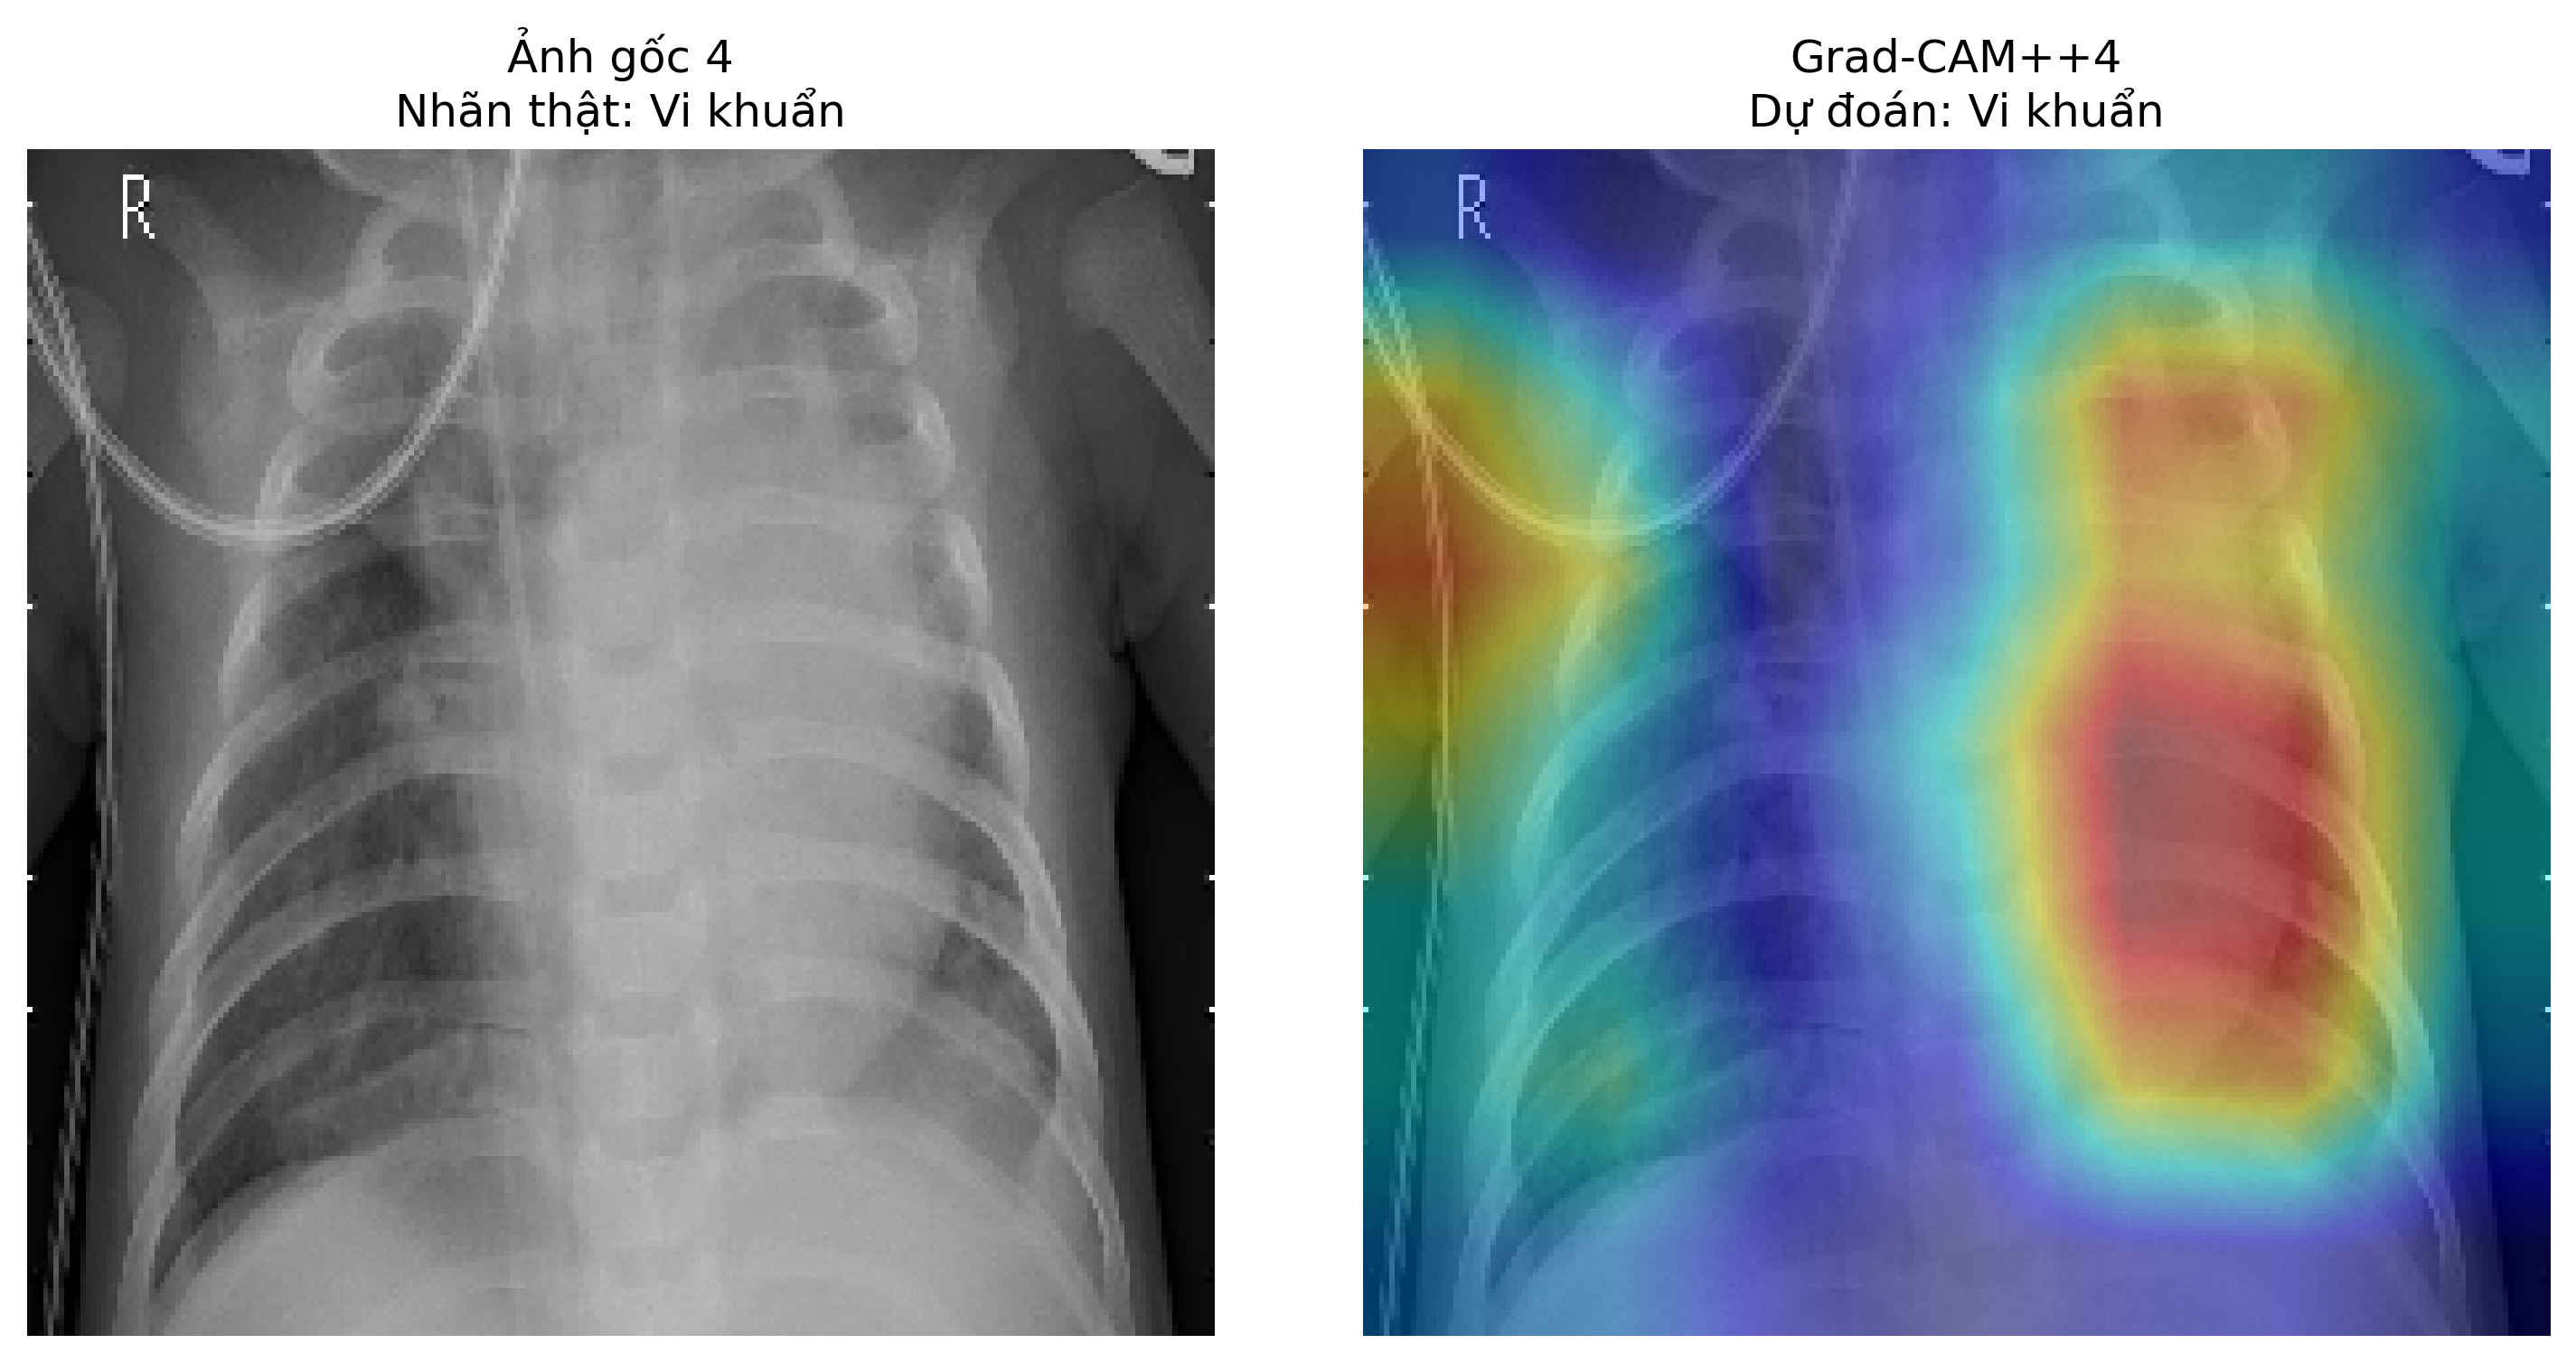 Ảnh gốc 4
Nhãn thật: Vi khuẩn
Grad-CAM++4
Dự đoán: Vi khuẩn
R
R